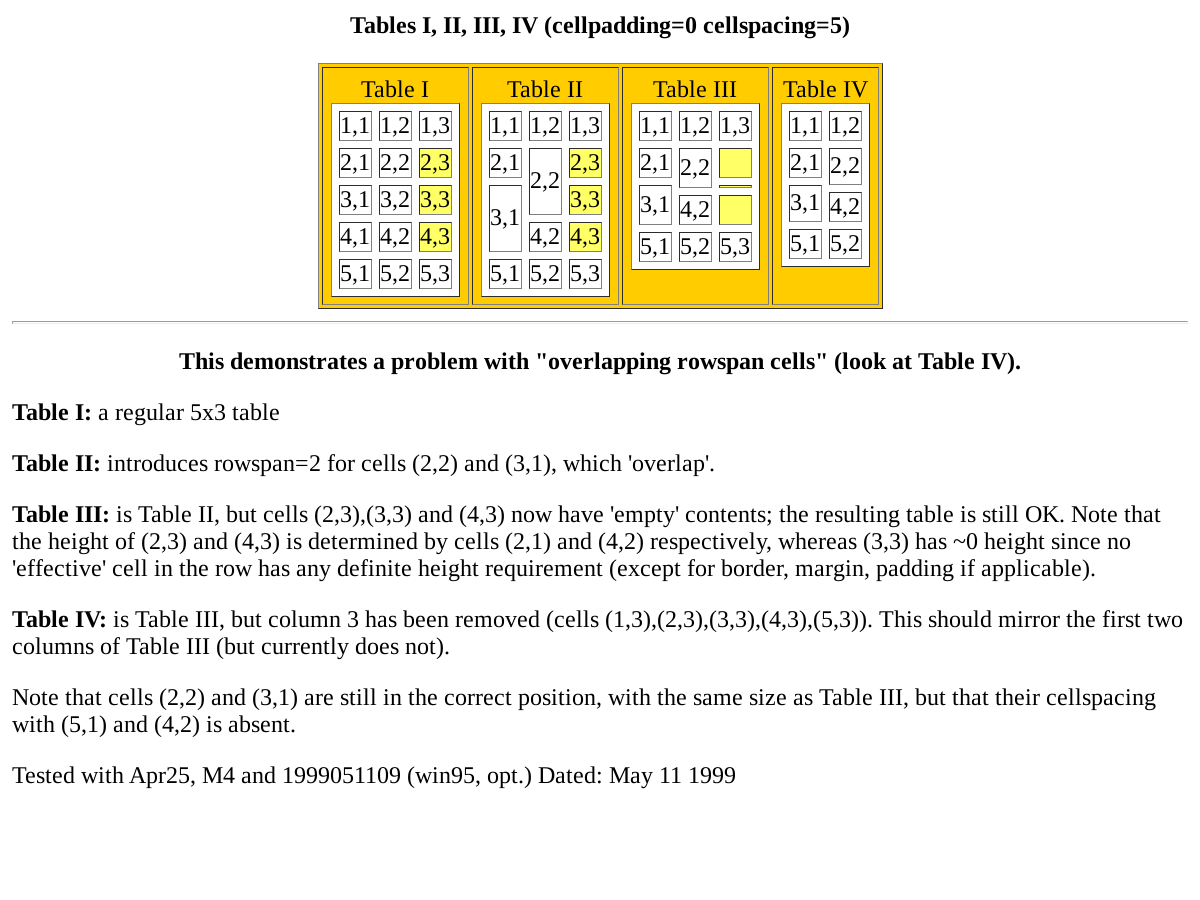 Tables I, II, III, IV (cellpadding=0 cellspacing=5)
Table I
1,1 1,2 1,3
2,1 2,2 2,3
3,1 3,2 3,3
4,1 4,2 4,3
5,1 5,2 5,3
Table II
1,1 1,2 1,3
2,1 2,2 2,3
3,1 3,3
4,2 4,3
5,1 5,2 5,3
Table III
1,1 1,2 1,3
2,1 2,2
3,1 4,2
5,1 5,2 5,3
Table IV
1,1 1,2
2,1 2,2
3,1 4,2
5,1 5,2
This demonstrates a problem with "overlapping rowspan cells" (look at Table IV).
Table I: a regular 5x3 table
Table II: introduces rowspan=2 for cells (2,2) and (3,1), which 'overlap'.
Table III: is Table II, but cells (2,3),(3,3) and (4,3) now have 'empty' contents; the resulting table is still OK. Note that
the height of (2,3) and (4,3) is determined by cells (2,1) and (4,2) respectively, whereas (3,3) has ~0 height since no
'effective' cell in the row has any definite height requirement (except for border, margin, padding if applicable).
Table IV: is Table III, but column 3 has been removed (cells (1,3),(2,3),(3,3),(4,3),(5,3)). This should mirror the first two
columns of Table III (but currently does not).
Note that cells (2,2) and (3,1) are still in the correct position, with the same size as Table III, but that their cellspacing
with (5,1) and (4,2) is absent.
Tested with Apr25, M4 and 1999051109 (win95, opt.) Dated: May 11 1999